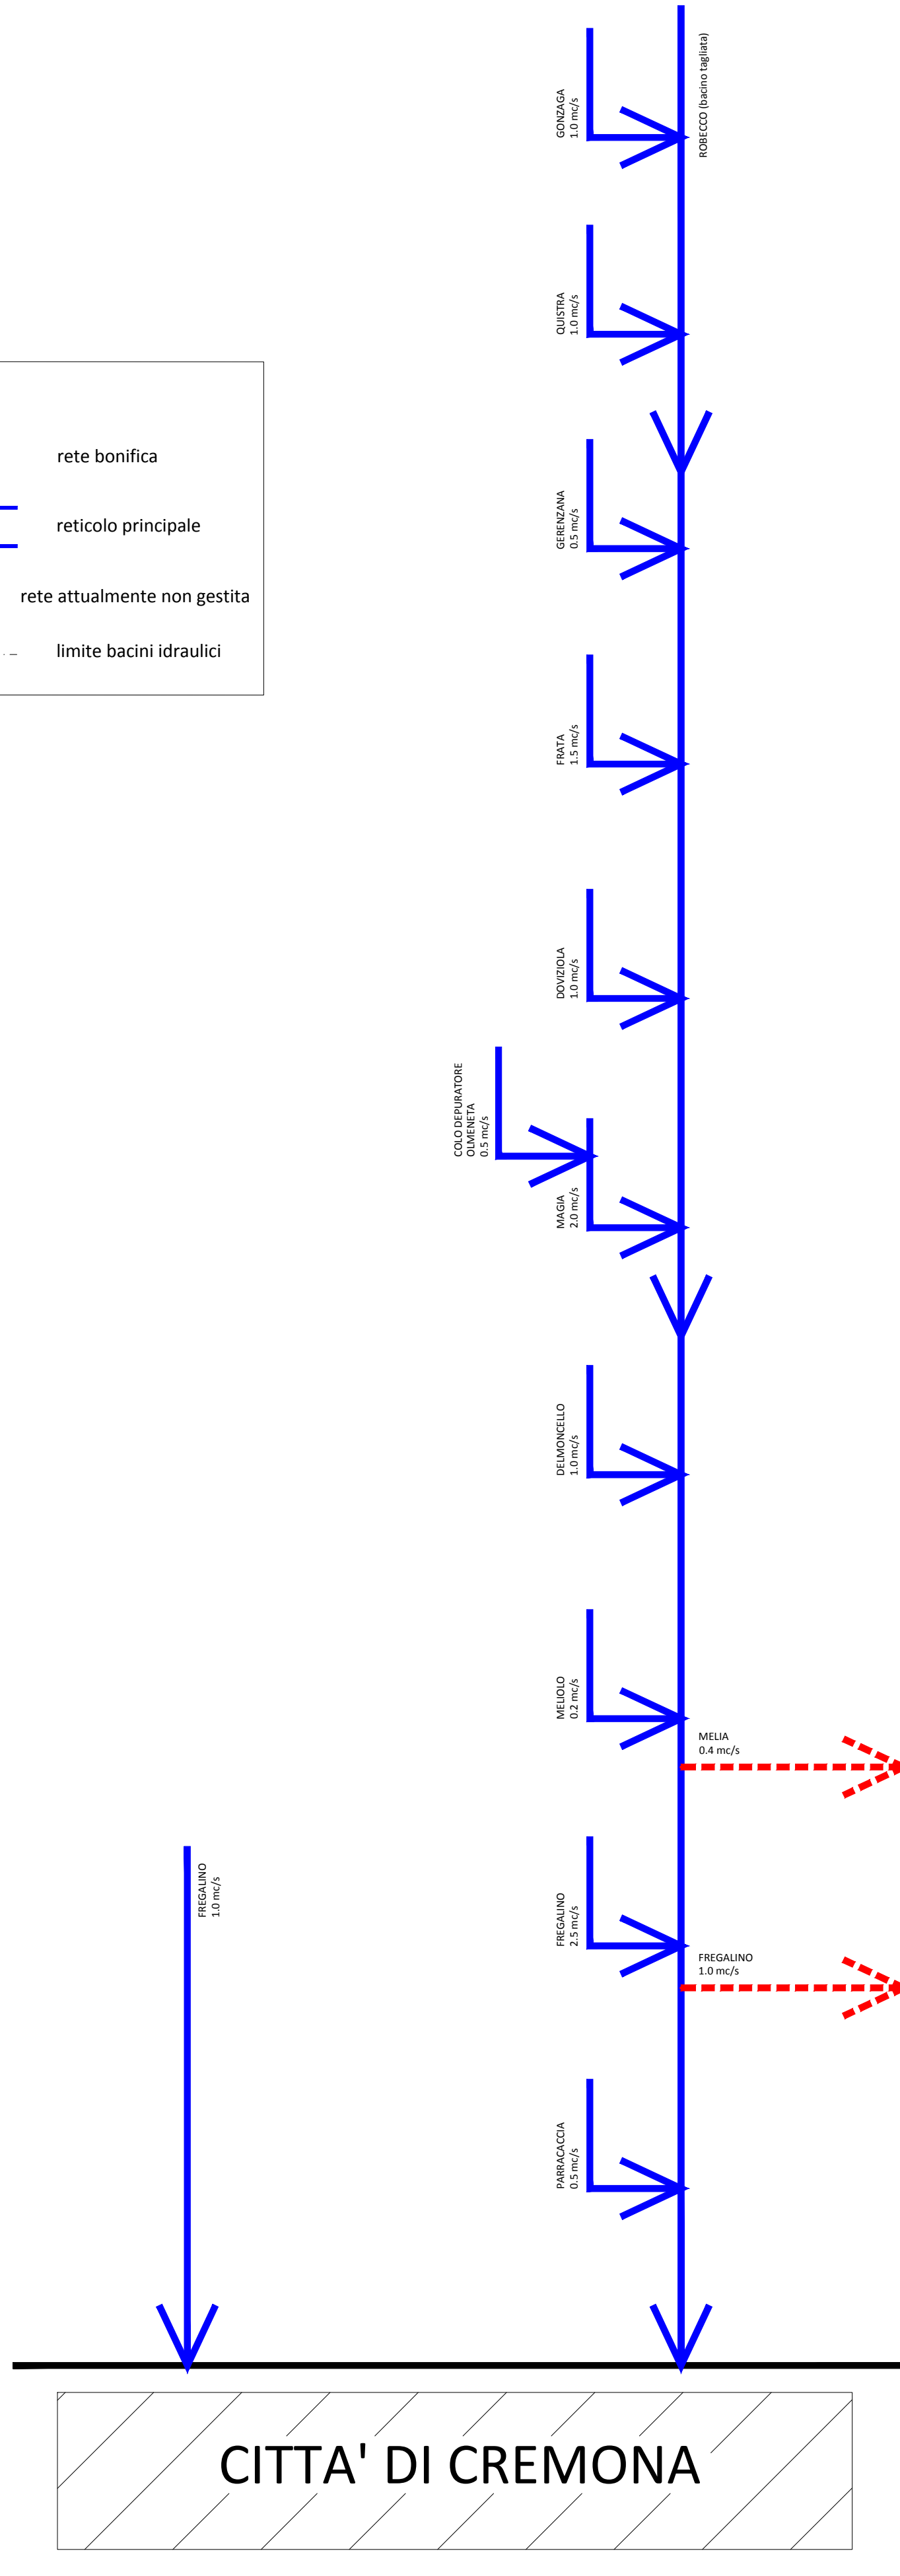 ROBECCO (bacino tagliata)
GONZAGA
1.0 mc/s
QUISTRA
1.0 mc/s
rete bonifica
reticolo principale
rete attualmente non gestita
limite bacini idraulici
GERENZANA
0.5 mc/s
FRATA
1.5 mc/s
DOVIZIOLA
1.0 mc/s
COLO DEPURATORE
OLMENETA
0.5 mc/s
MAGIA
2.0 mc/s
DELMONCELLO
1.0 mc/s
MELIOLO
0.2 mc/s
MELIA
0.4 mc/s
FREGALINO
1.0 mc/s
FREGALINO
2.5 mc/s
FREGALINO
1.0 mc/s
PARRACACCIA
0.5 mc/s
CITTA' DI CREMONA